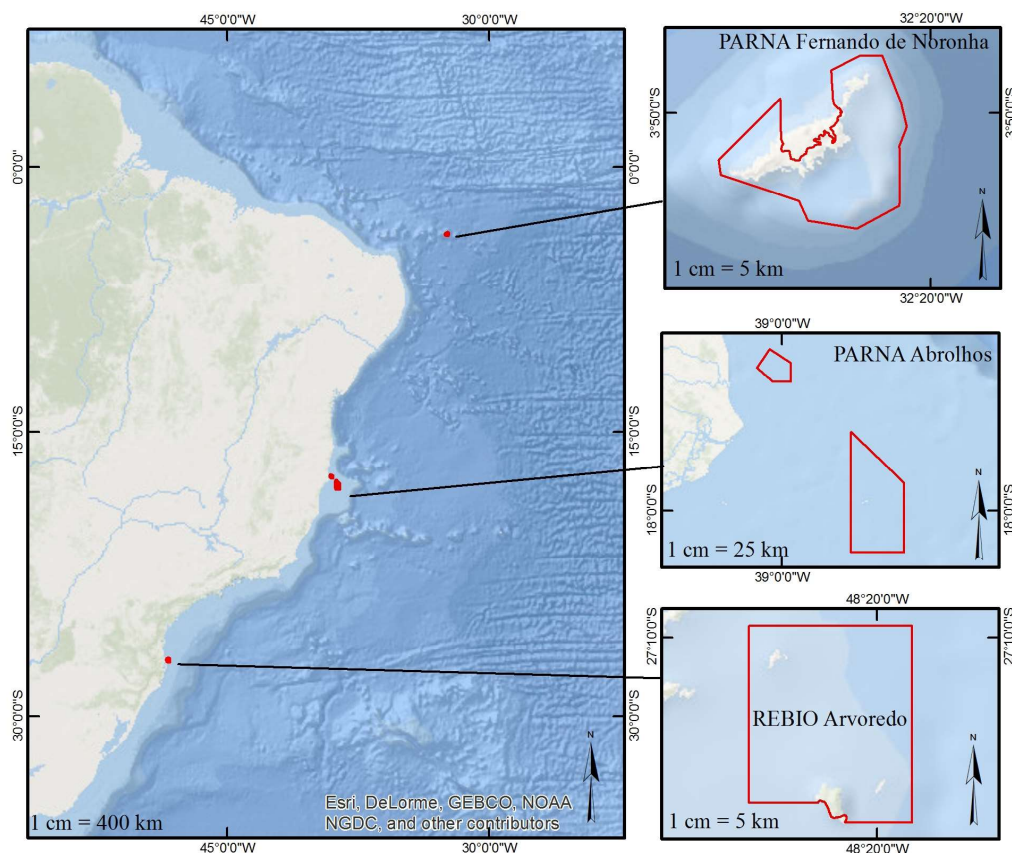 45°0'0"W
30°0'0"W
0°0'0"
0°0'0"
15°0'0"S
15°0'0"S
30°0'0"S
30°0'0"S
N
Esri, DeLorme, GEBCO, NOAA
NGDC, and other contributors
1 cm = 400 km
45°0'0"W
30°0'0"W
32°20'0"W
PARNA Fernando de Noronha
3°50'0"S
3°50'0"S
N
1 cm = 5 km
32°20'0"W
39°0'0"W
PARNA Abrolhos
18°0'0"S
18°0'0"S
N
1 cm = 25 km
39°0'0"W
48°20'0"W
27°10'0"S
27°10'0"S
REBIO Arvoredo
N
1 cm = 5 km
48°20'0"W